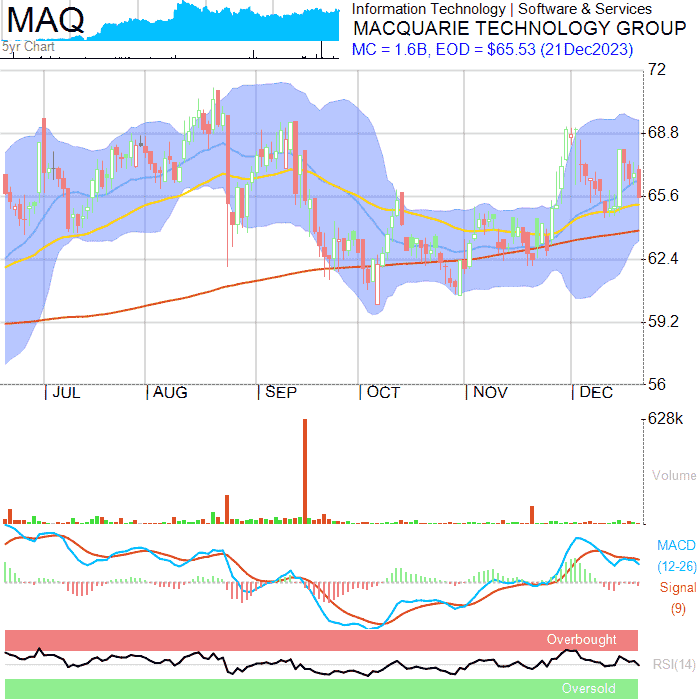 MAQ
5yr Chart
Information Technology | Software & Services
MACQUARIE TECHNOLOGY GROUP
MC = 1.6B, EOD = $65.53 (21Dec2023)
72
68.8
65.6
62.4
59.2
56
JUL AUG SEP OCT NOV DEC
628k
Volume
MACD
(12-26)
Signal
(9)
Overbought
RSI(14)
Oversold